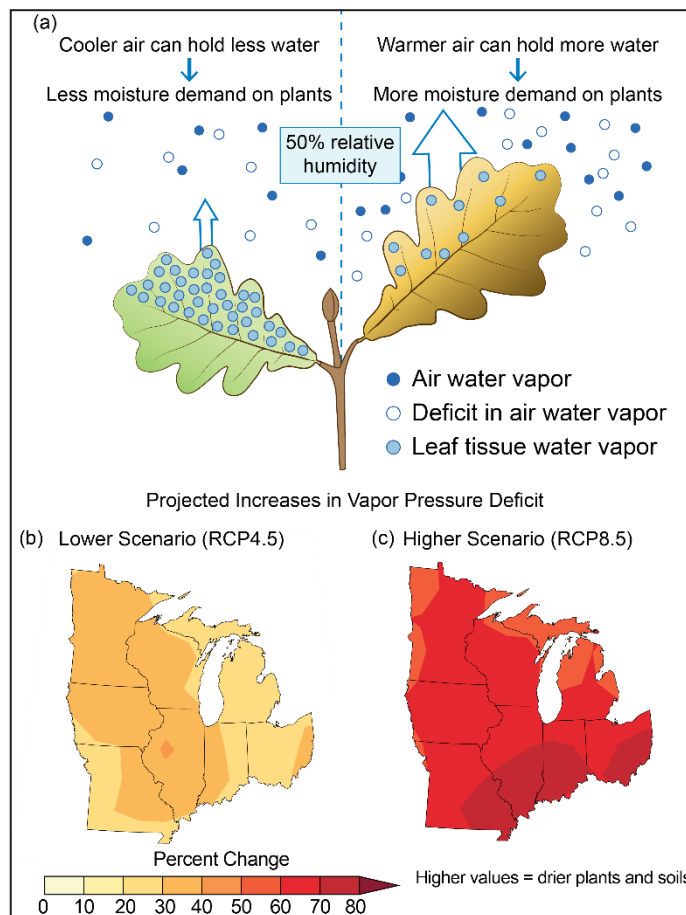 (a)
Cooler air can hold less water
Less moisture demand on plants
Warmer air can hold more water
More moisture demand on plants
50% relative
humidity
Air water vapor
Deficit in air water vapor
Leaf tissue water vapor
Projected Increases in Vapor Pressure Deficit
(b) Lower Scenario (RCP4.5)
(c) Higher Scenario (RCP8.5)
Percent Change
0 10 20 30 40 50 60 70 80
Higher values = drier plants and soils